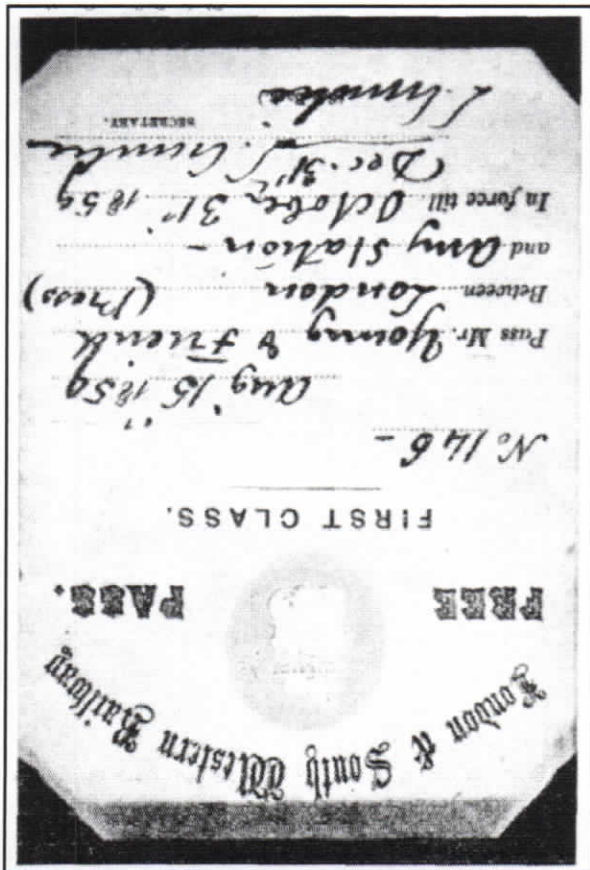 London & South Western Railway
FREE PASS.
FIRST CLASS.
No 146 -
Aug 15 1859
Pass Mr. Young & Friend
Between London (Press)
and any station -
In force till October 31st 1859
(Dec. 31st
SECRETARY.